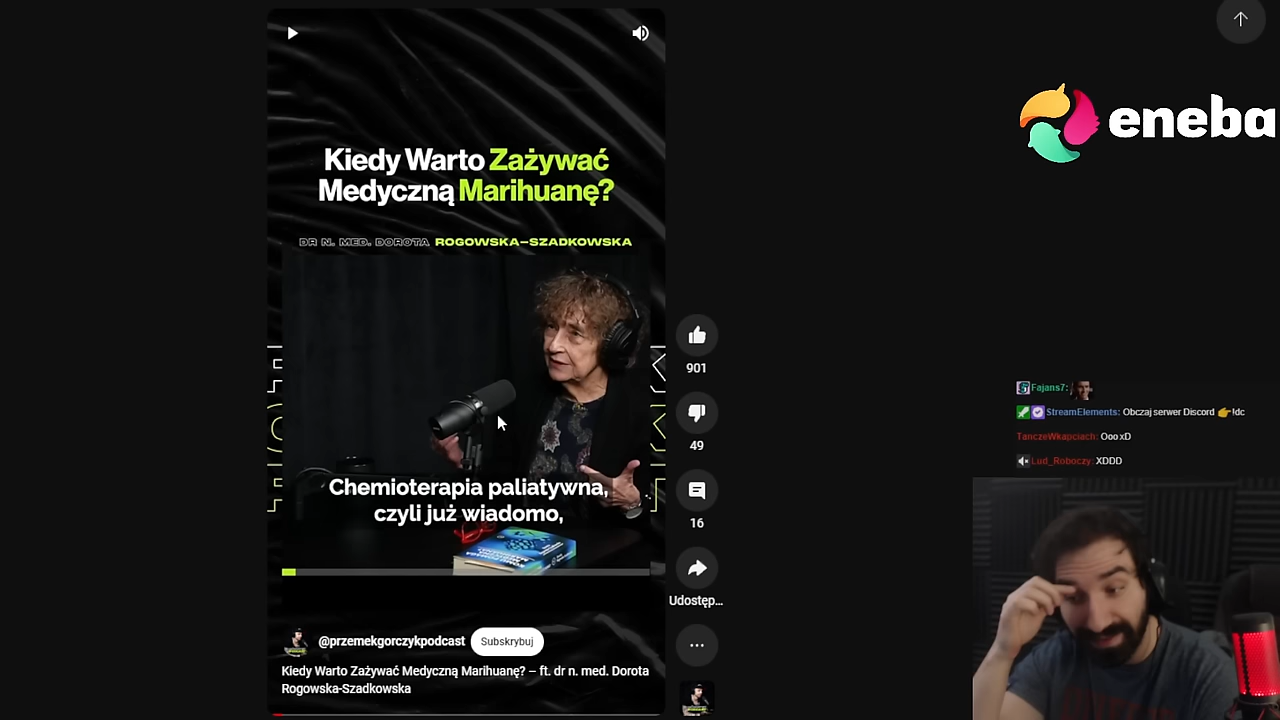 Kiedy Warto Zażywać
Medyczną Marihuanę?
DR N. MED. DOROTA ROGOWSKA-SZADKOWSKA
Chemioterapia paliatywna,
czyli już wiadomo,
@przemekgorczykpodcast
Subskrybuj
Kiedy Warto Zażywać Medyczną Marihuanę? – ft. dr n. med. Dorota
Rogowska-Szadkowska
901
49
16
Udostęp...
eneba
Fajans7:
StreamElements: Obczaj serwer Discord 👉 !dc
TanczeWkapciach: Ooo xD
Lud_Roboczy: XDDD